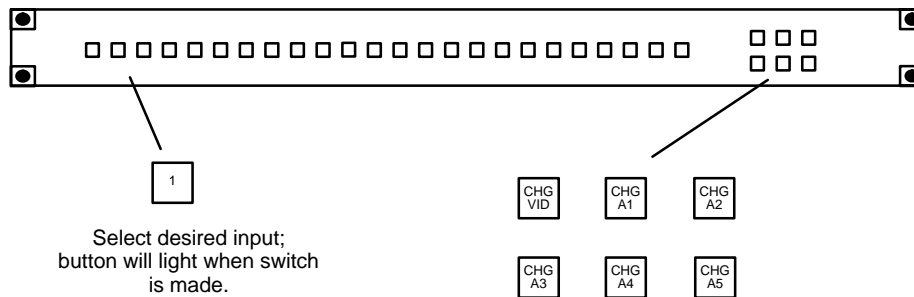 1
Select desired input;
button will light when switch
is made.
CHG
VID
CHG
A1
CHG
A2
CHG
A3
CHG
A4
CHG
A5